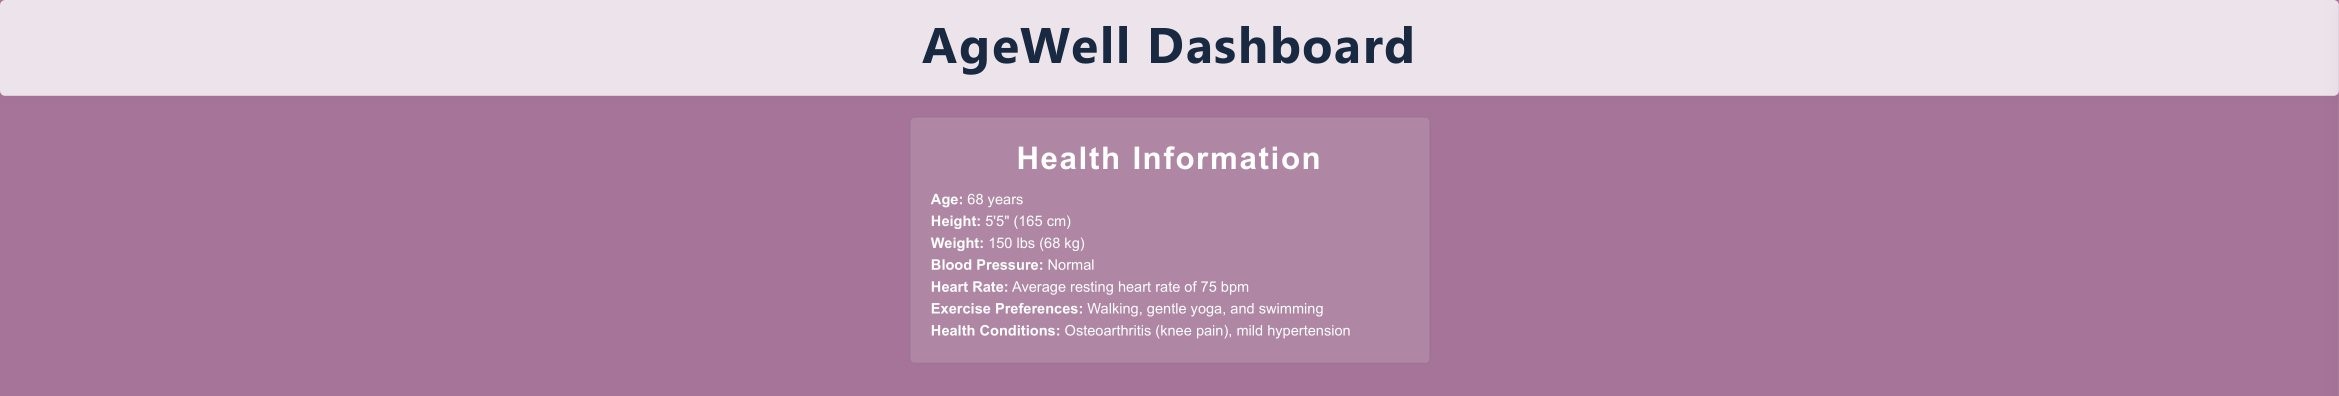 AgeWell Dashboard
Health Information
Age: 68 years
Height: 5'5" (165 cm)
Weight: 150 lbs (68 kg)
Blood Pressure: Normal
Heart Rate: Average resting heart rate of 75 bpm
Exercise Preferences: Walking, gentle yoga, and swimming
Health Conditions: Osteoarthritis (knee pain), mild hypertension